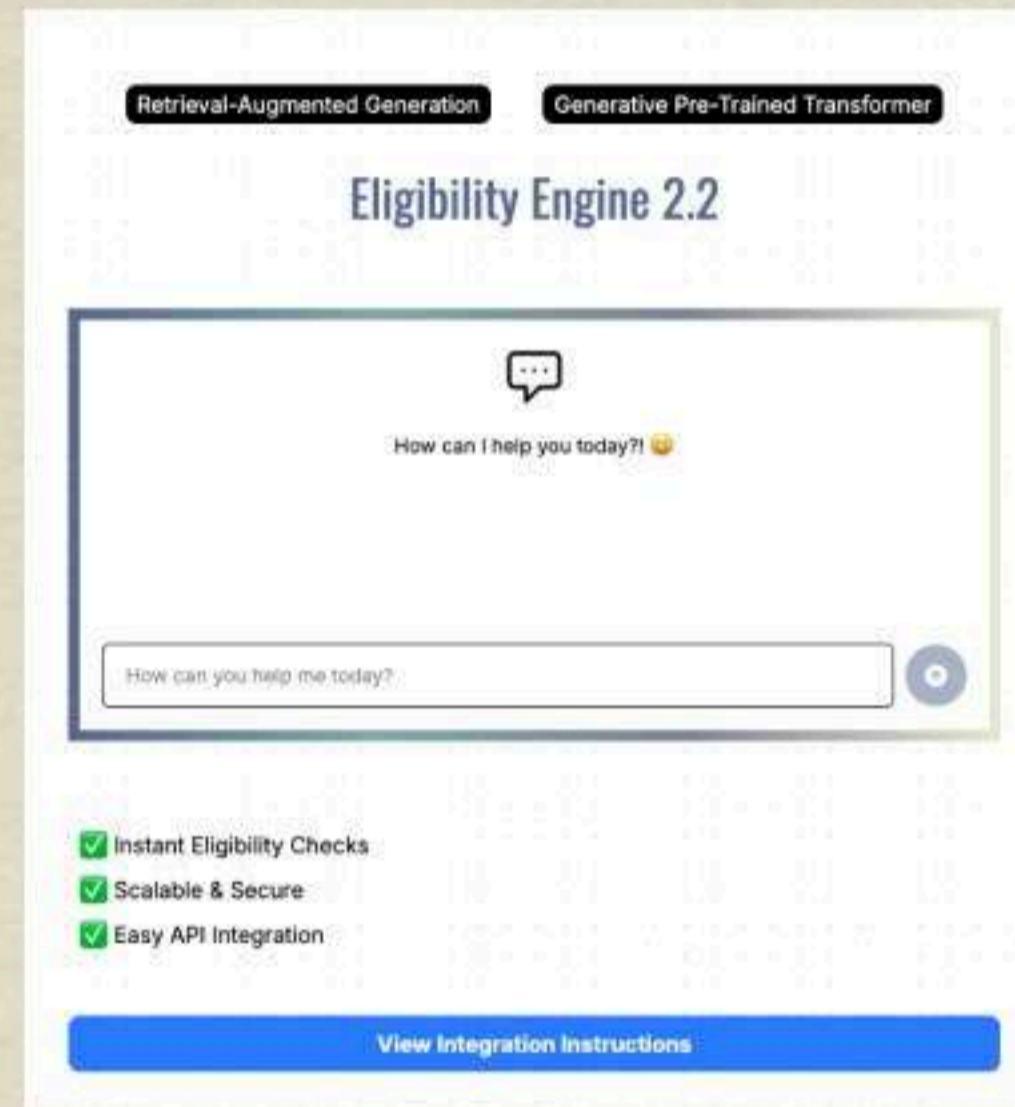 Retrieval-Augmented Generation
Generative Pre-Trained Transformer
Eligibility Engine 2.2
How can I help you today?! 😀
How can you help me today?
✅ Instant Eligibility Checks
✅ Scalable & Secure
✅ Easy API Integration
View Integration Instructions